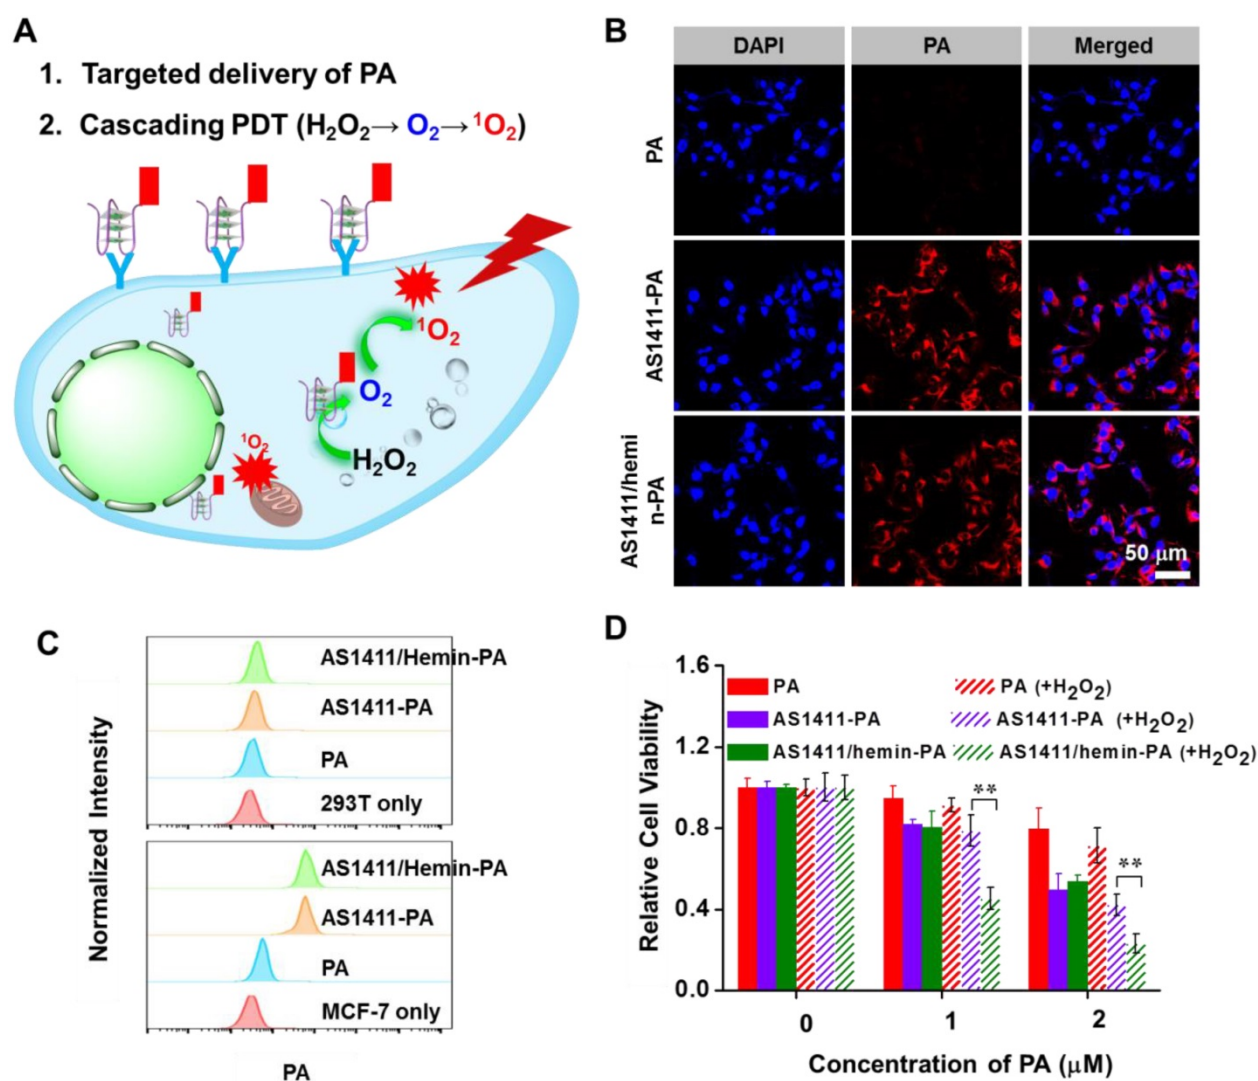 A
1. Targeted delivery of PA
2. Cascading PDT (H₂O₂→ O₂→¹O₂)
¹O₂
O₂
¹O₂
H₂O₂
B
DAPI PA Merged
PA
AS1411-PA
AS1411/hemi
n-PA
50 μm
C
Normalized Intensity
AS1411/Hemin-PA
AS1411-PA
PA
293T only
AS1411/Hemin-PA
AS1411-PA
PA
MCF-7 only
PA
D
Relative Cell Viability
1.6
1.2
0.8
0.4
0.0
PA PA (+H₂O₂)
AS1411-PA AS1411-PA (+H₂O₂)
AS1411/hemin-PA AS1411/hemin-PA (+H₂O₂)
**
**
0 1 2
Concentration of PA (μM)